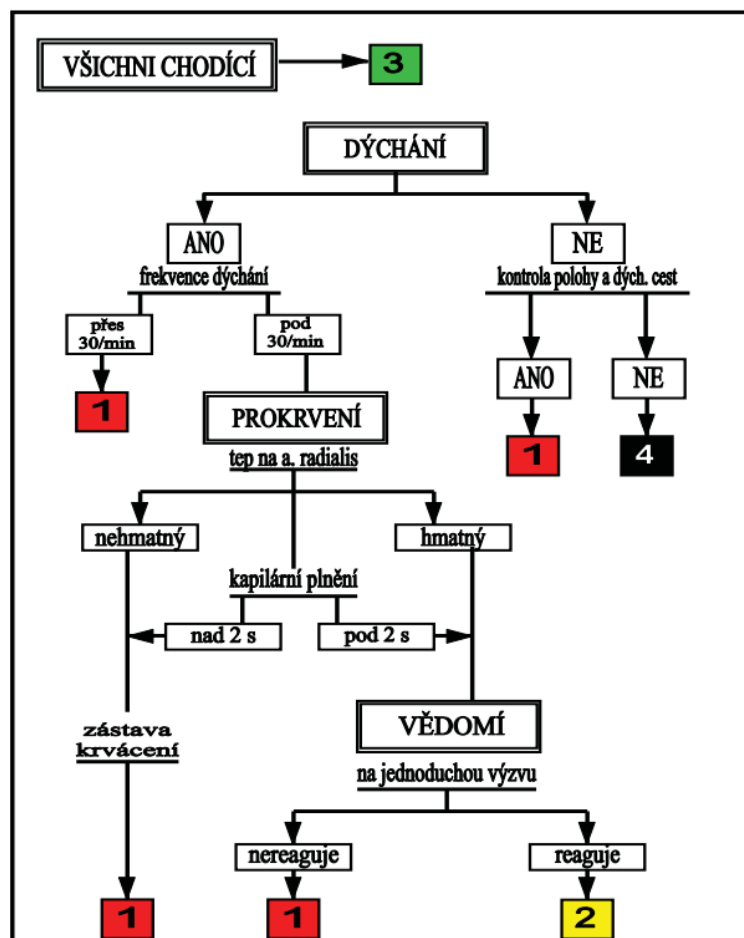 VŠICHNI CHODÍCÍ
3
DÝCHÁNÍ
ANO
NE
frekvence dýchání
kontrola polohy a dých. cest
přes
30/min
pod
30/min
ANO
NE
1
PROKRVENÍ
1
4
tep na a. radialis
nehmatný
hmatný
kapilární plnění
nad 2 s
pod 2 s
zástava
krvácení
VĚDOMÍ
na jednoduchou výzvu
nereaguje
reaguje
1
1
2